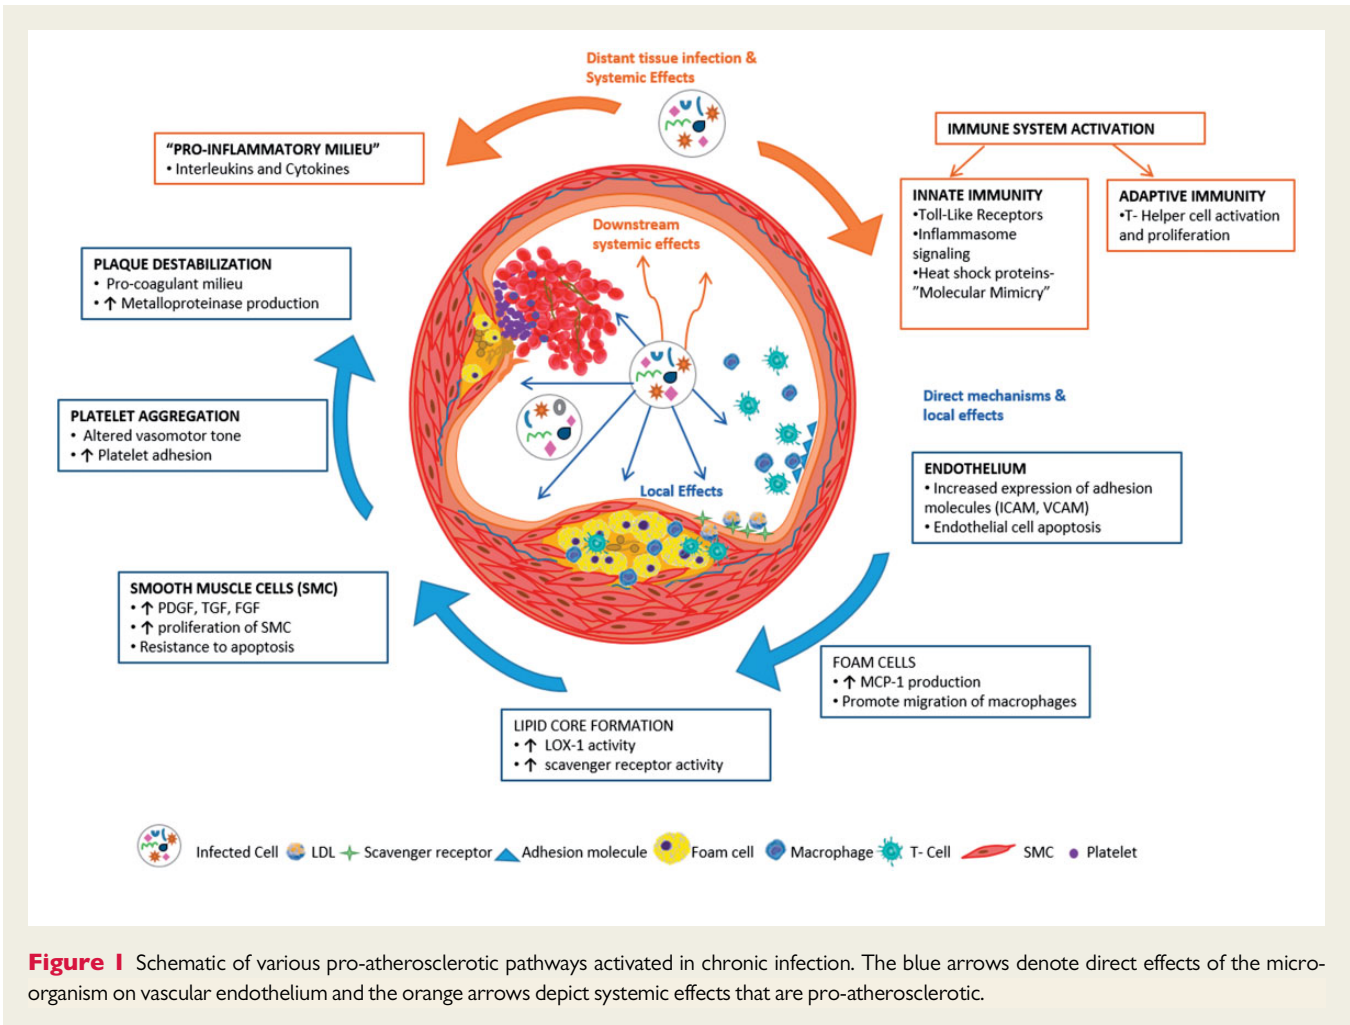 Distant tissue infection &
Systemic Effects
"PRO-INFLAMMATORY MILIEU"
• Interleukins and Cytokines
IMMUNE SYSTEM ACTIVATION
INNATE IMMUNITY
•Toll-Like Receptors
•Inflammasome
signaling
•Heat shock proteins-
"Molecular Mimicry"
ADAPTIVE IMMUNITY
•T- Helper cell activation
and proliferation
Downstream
systemic effects
PLAQUE DESTABILIZATION
• Pro-coagulant milieu
• ↑ Metalloproteinase production
Direct mechanisms &
local effects
PLATELET AGGREGATION
• Altered vasomotor tone
• ↑ Platelet adhesion
ENDOTHELIUM
• Increased expression of adhesion
molecules (ICAM, VCAM)
• Endothelial cell apoptosis
Local Effects
SMOOTH MUSCLE CELLS (SMC)
• ↑ PDGF, TGF, FGF
• ↑ proliferation of SMC
• Resistance to apoptosis
FOAM CELLS
• ↑ MCP-1 production
• Promote migration of macrophages
LIPID CORE FORMATION
• ↑ LOX-1 activity
• ↑ scavenger receptor activity
Infected Cell LDL Scavenger receptor Adhesion molecule Foam cell Macrophage T- Cell SMC Platelet
Figure 1 Schematic of various pro-atherosclerotic pathways activated in chronic infection. The blue arrows denote direct effects of the micro-
organism on vascular endothelium and the orange arrows depict systemic effects that are pro-atherosclerotic.